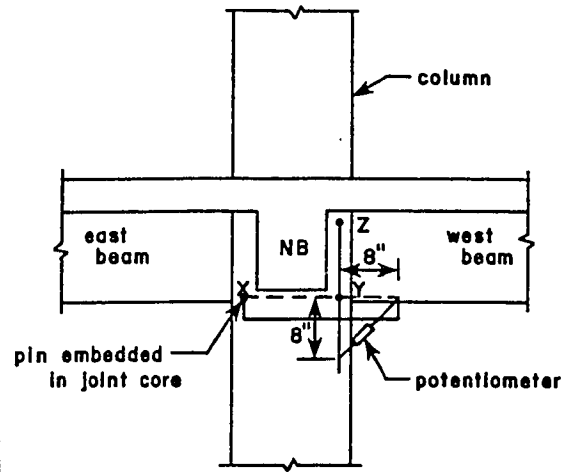 column
Z
east
beam
NB
8"
west
beam
X
Y
8"
pin embedded
in joint core
potentiometer